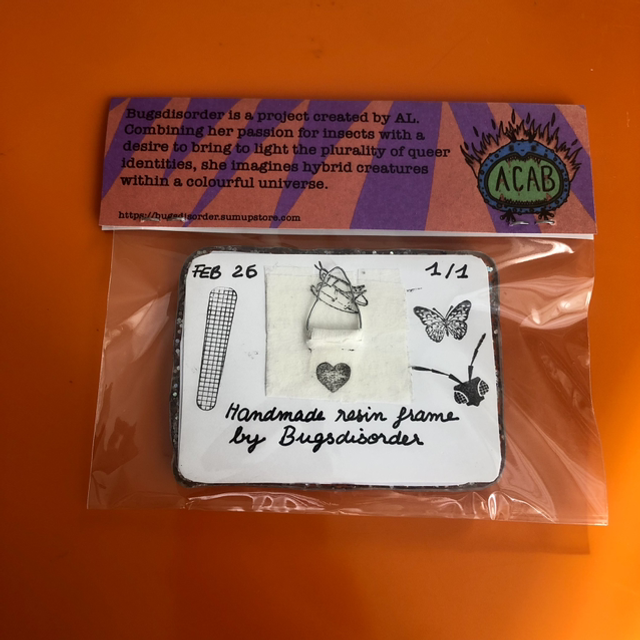 Bugsdisorder is a project created by AL.
Combining her passion for insects with a
desire to bring to light the plurality of queer
identities, she imagines hybrid creatures
within a colourful universe.
https://bugsdisorder.sumupstore.com
ACAB
FEB 26
1/1
Handmade resin frame
by Bugsdisorder